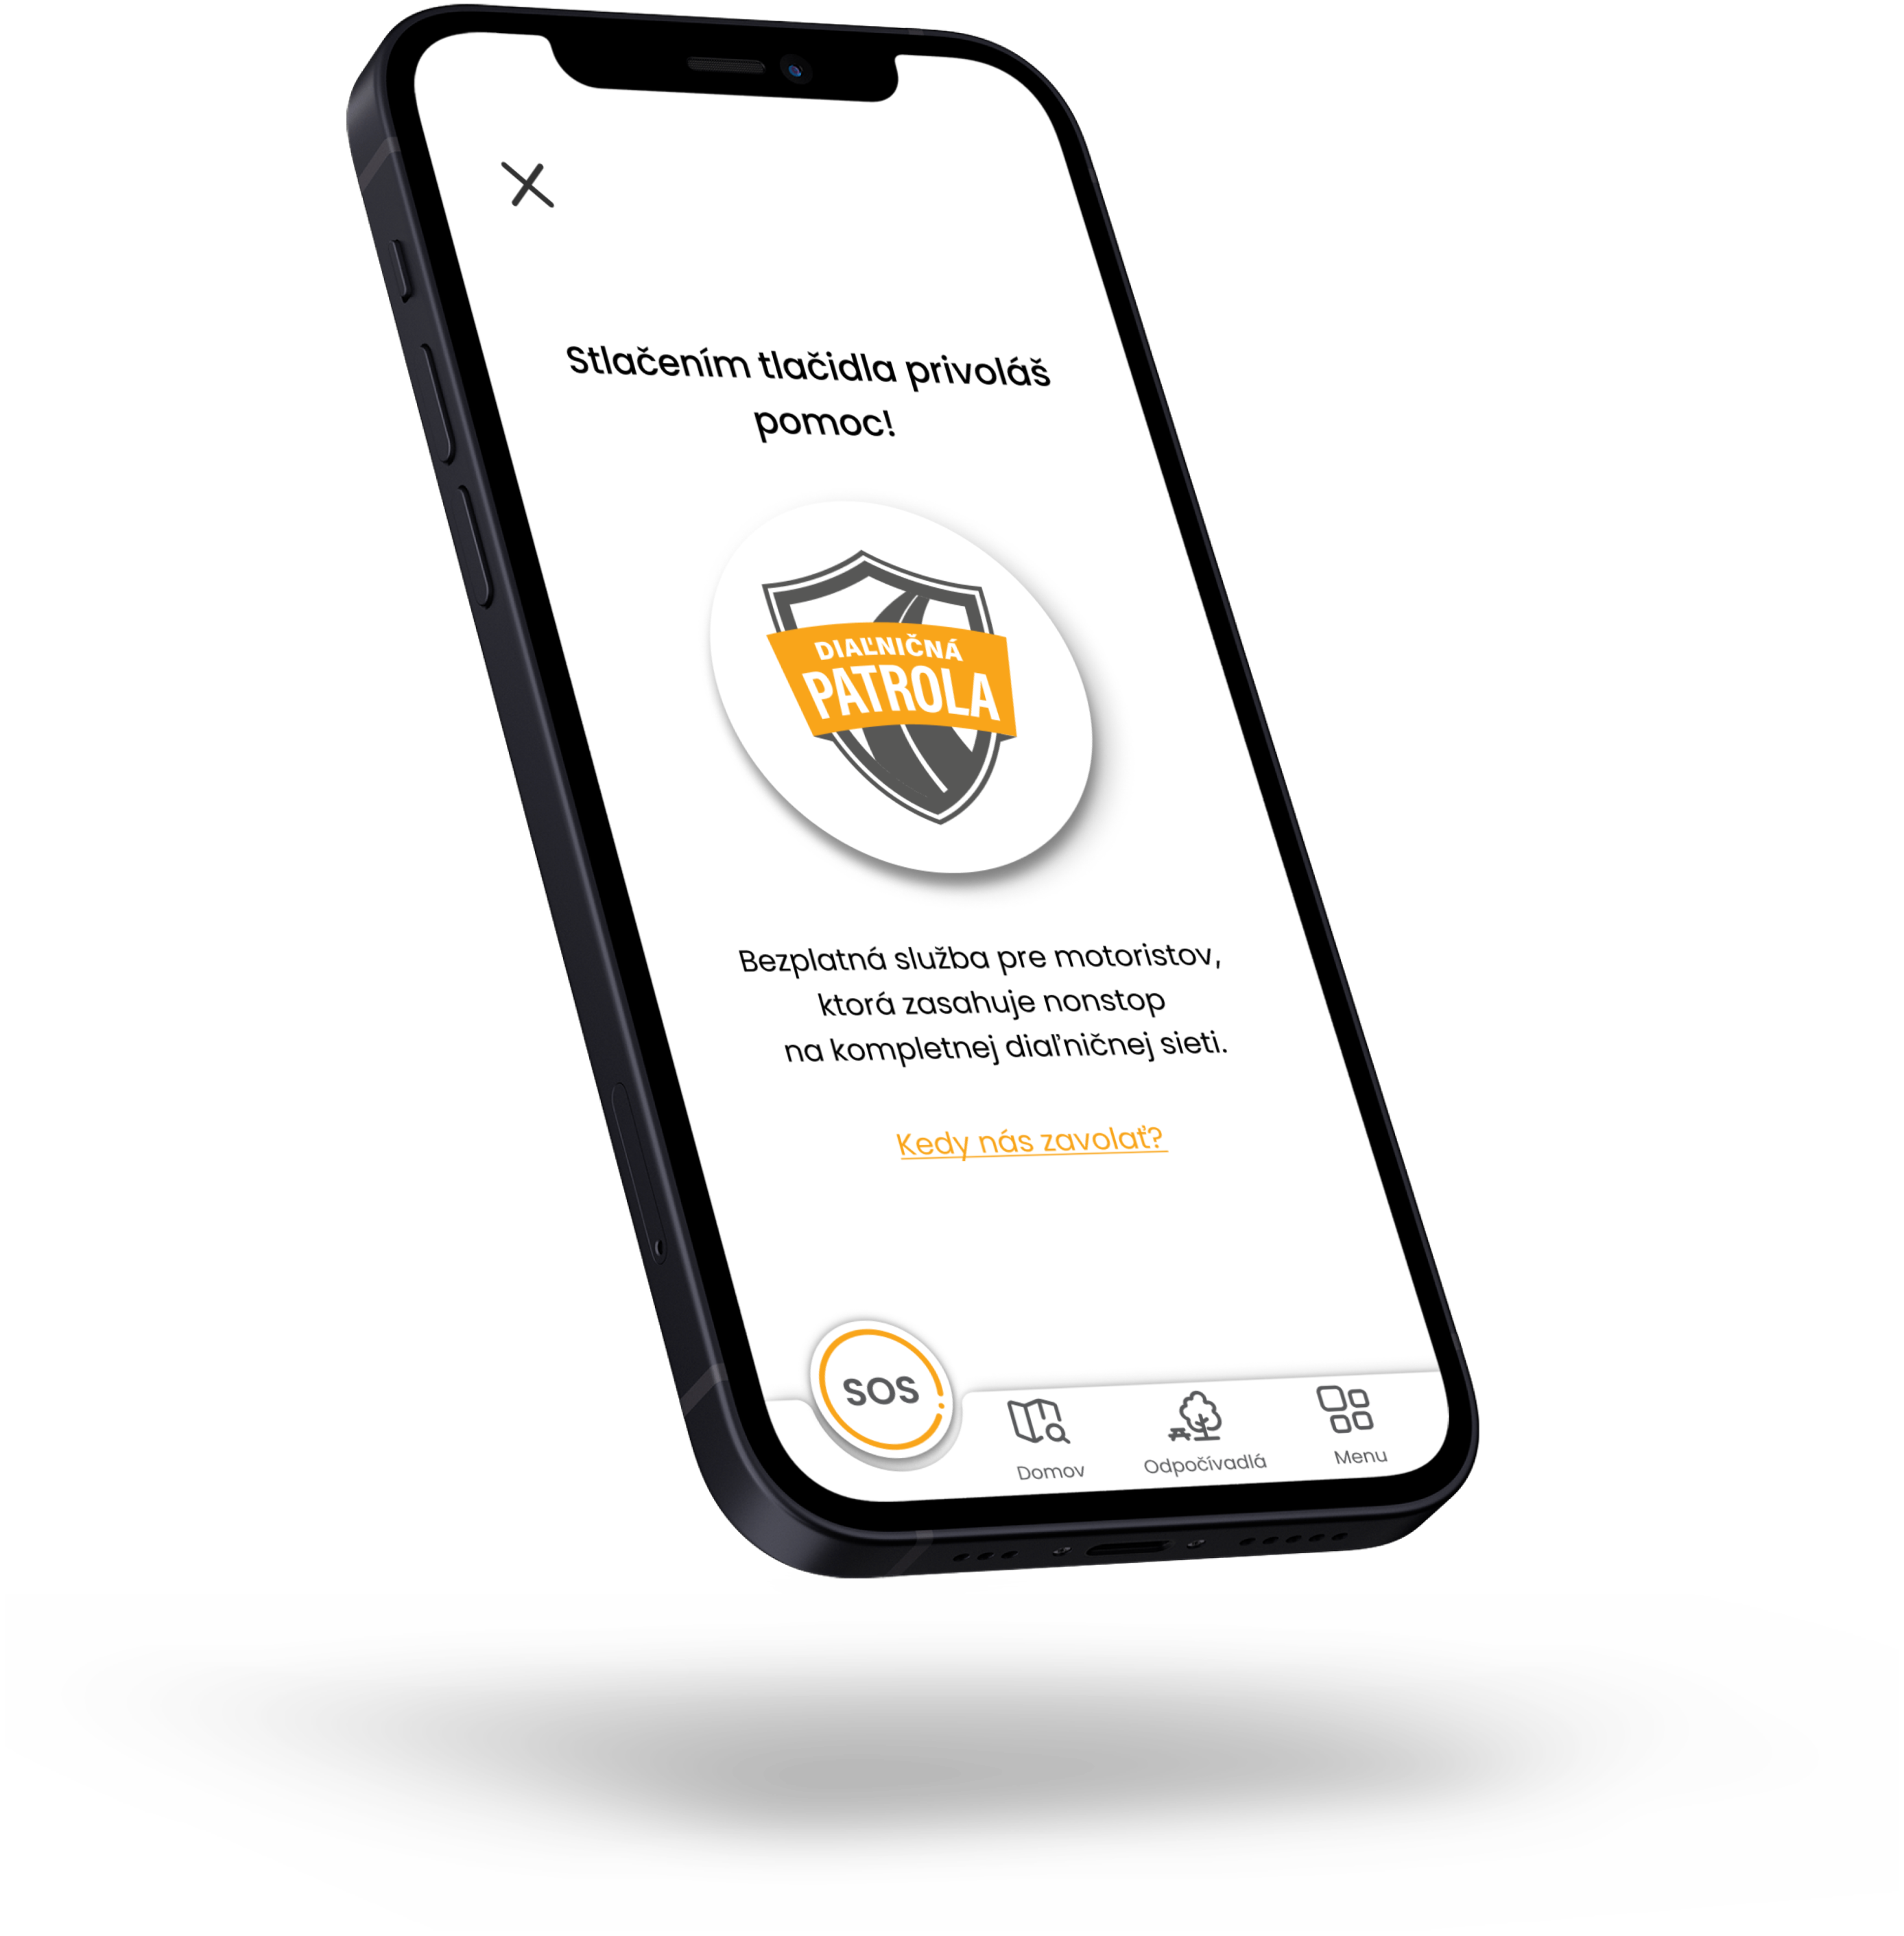 Stlačením tlačidla privoláš
pomoc!
DIAĽNIČNÁ
PATROLA
Bezplatná služba pre motoristov,
ktorá zasahuje nonstop
na kompletnej diaľničnej sieti.
Kedy nás zavolať?
SOS
Domov
Odpočívadlá
Menu